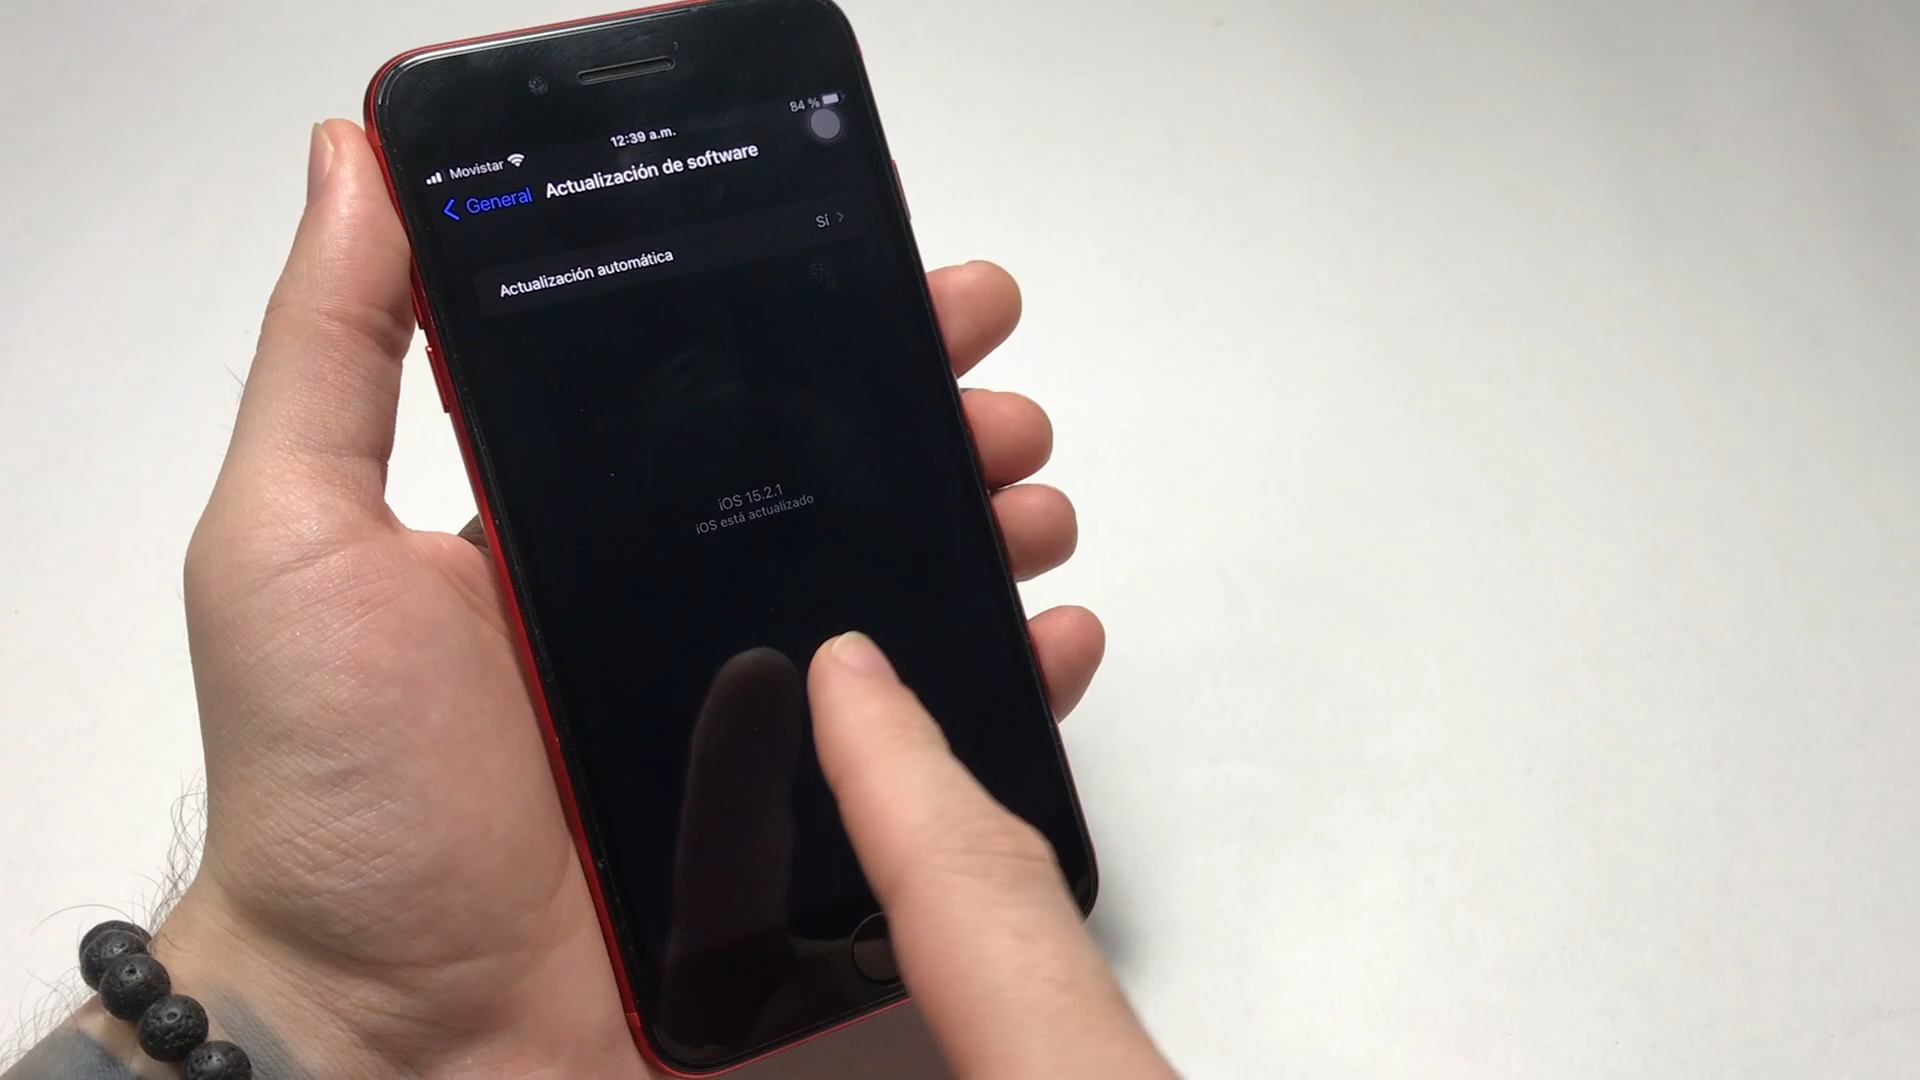 12:39 a.m.
84 %
Movistar
General
Actualización de software
Actualización automática
Sí
iOS 15.2.1
iOS está actualizado